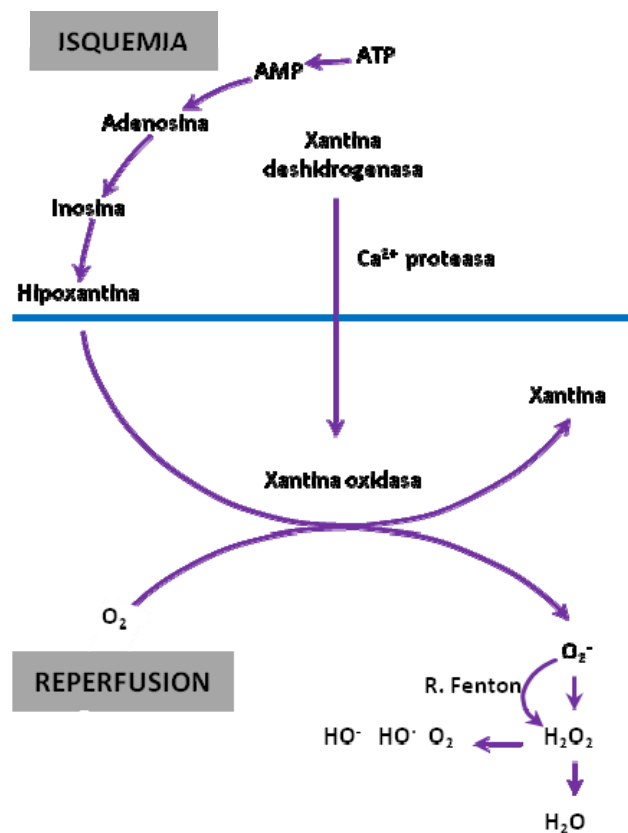 ISQUEMIA
ATP
AMP
Adenosina
Inosina
Hipoxantina
Xantina
deshidrogenasa
Ca²⁺ proteasa
Xantina
Xantina oxidasa
O₂
REPERFUSION
O₂⁻
R. Fenton
HO⁻ HO· O₂
H₂O₂
H₂O